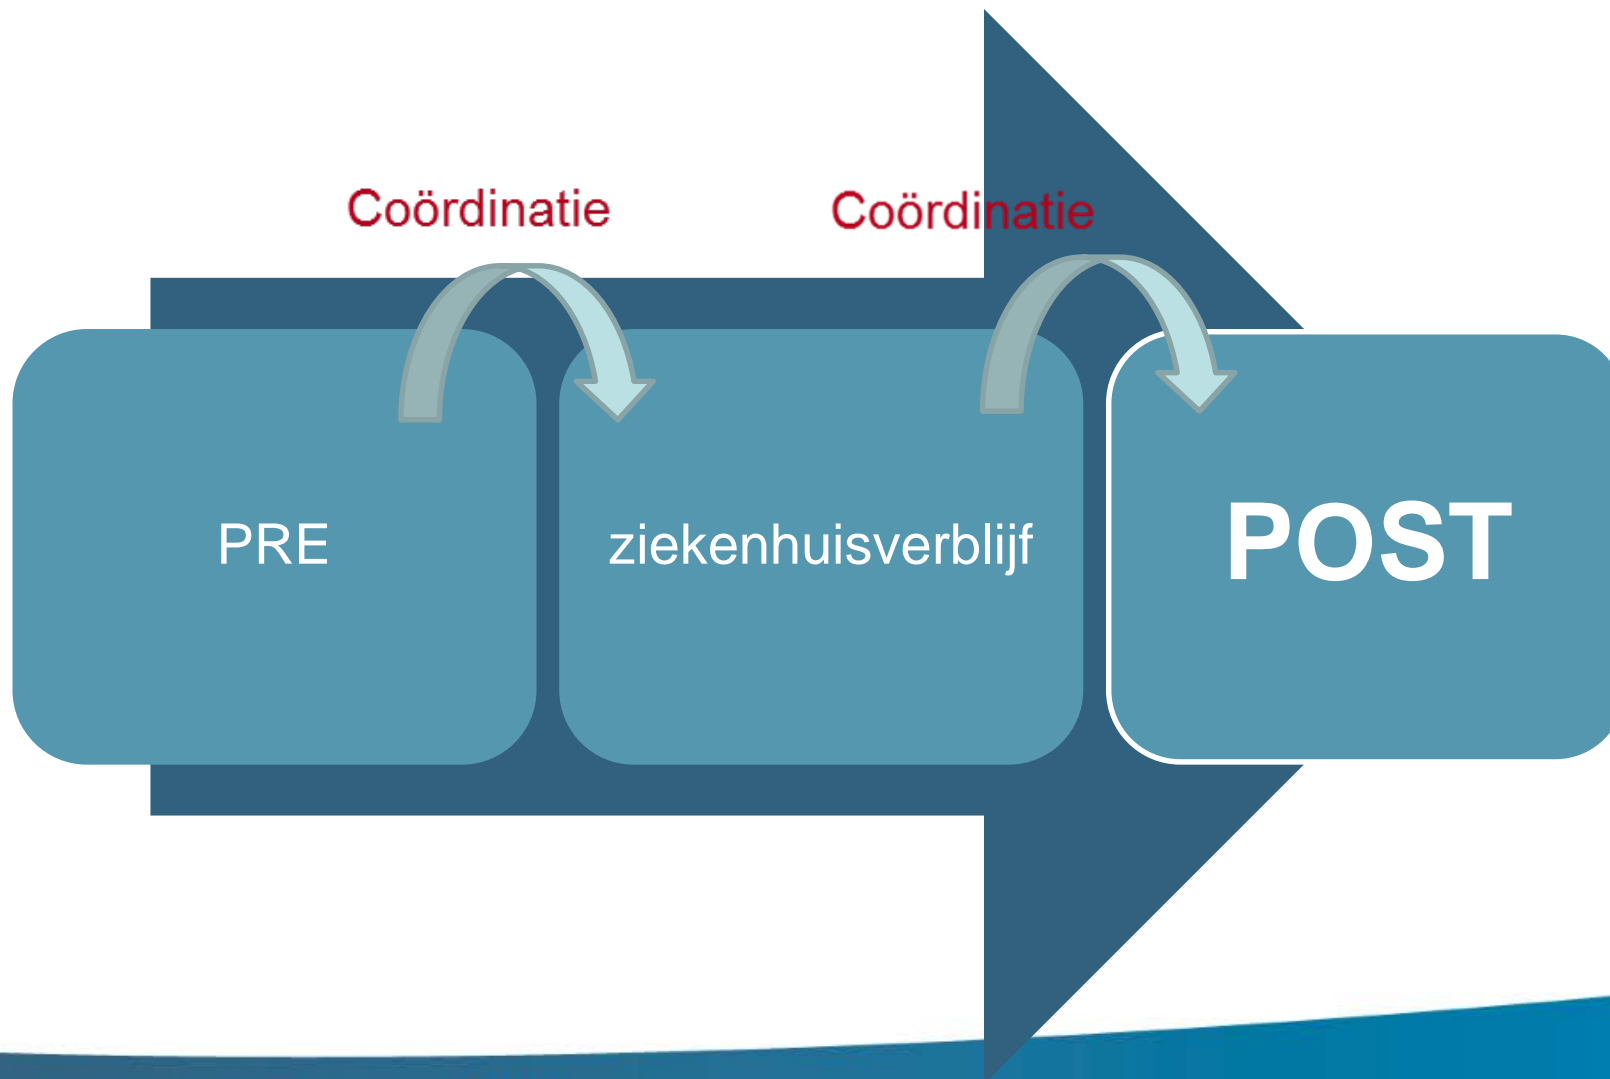 Coördinatie
Coördinatie
PRE
ziekenhuisverblijf
POST